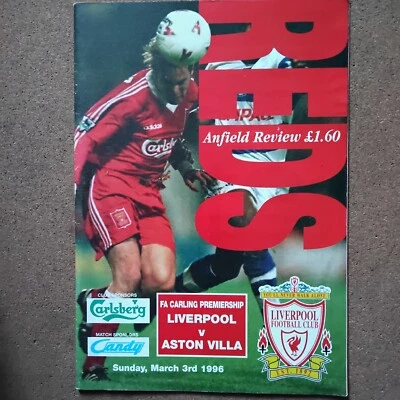 REDS
Anfield Review £1.60
Carlsberg
CLUB SPONSORS
Carlsberg
MATCH SPONSORS
Candy
FA CARLING PREMIERSHIP
LIVERPOOL
v
ASTON VILLA
Sunday, March 3rd 1996
YOU'LL NEVER WALK ALONE
LIVERPOOL
FOOTBALL CLUB
EST. 1892